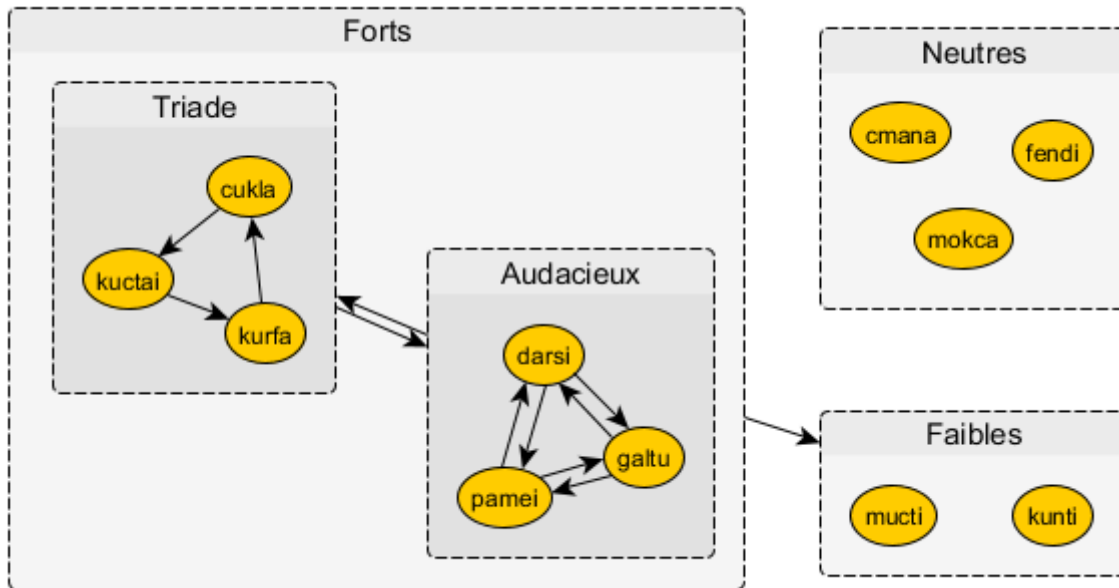 Forts
Triade
cukla
kuctai
kurfa
Audacieux
darsi
galtu
pamei
Neutres
cmana
fendi
mokca
Faibles
mucti
kunti